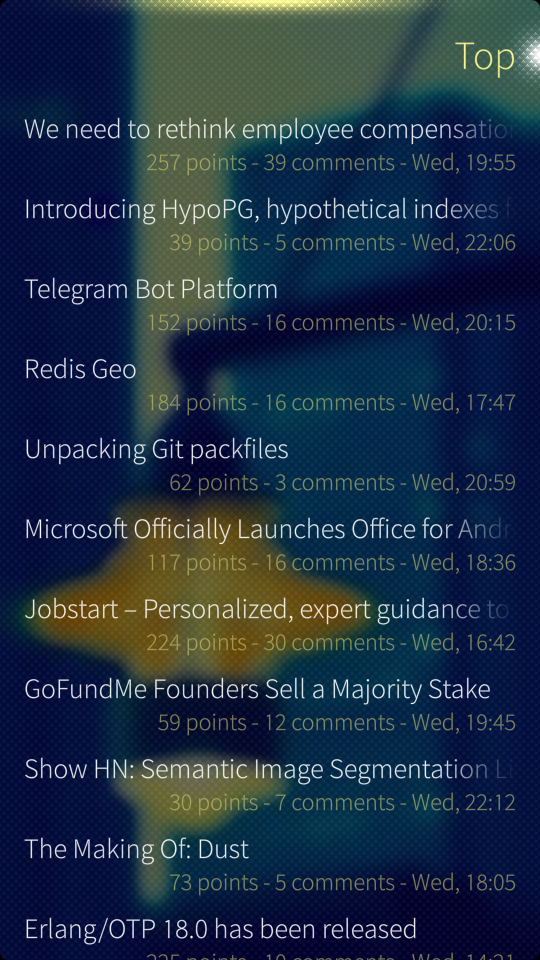 Top
We need to rethink employee compensatio
257 points - 39 comments - Wed, 19:55
Introducing HypoPG, hypothetical indexes f
39 points - 5 comments - Wed, 22:06
Telegram Bot Platform
152 points - 16 comments - Wed, 20:15
Redis Geo
184 points - 16 comments - Wed, 17:47
Unpacking Git packfiles
62 points - 3 comments - Wed, 20:59
Microsoft Officially Launches Office for Andr
117 points - 16 comments - Wed, 18:36
Jobstart – Personalized, expert guidance to
224 points - 30 comments - Wed, 16:42
GoFundMe Founders Sell a Majority Stake
59 points - 12 comments - Wed, 19:45
Show HN: Semantic Image Segmentation Li
30 points - 7 comments - Wed, 22:12
The Making Of: Dust
73 points - 5 comments - Wed, 18:05
Erlang/OTP 18.0 has been released